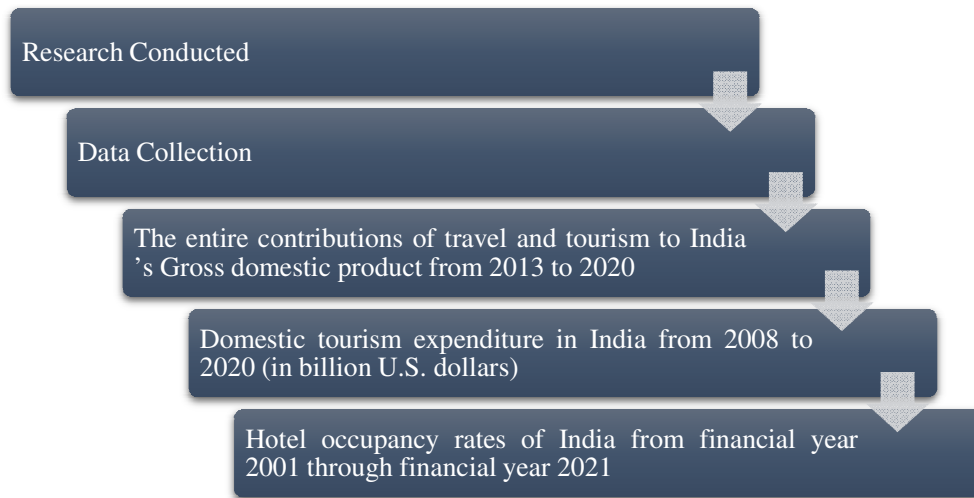 Research Conducted
Data Collection
The entire contributions of travel and tourism to India
’s Gross domestic product from 2013 to 2020
Domestic tourism expenditure in India from 2008 to
2020 (in billion U.S. dollars)
Hotel occupancy rates of India from financial year
2001 through financial year 2021